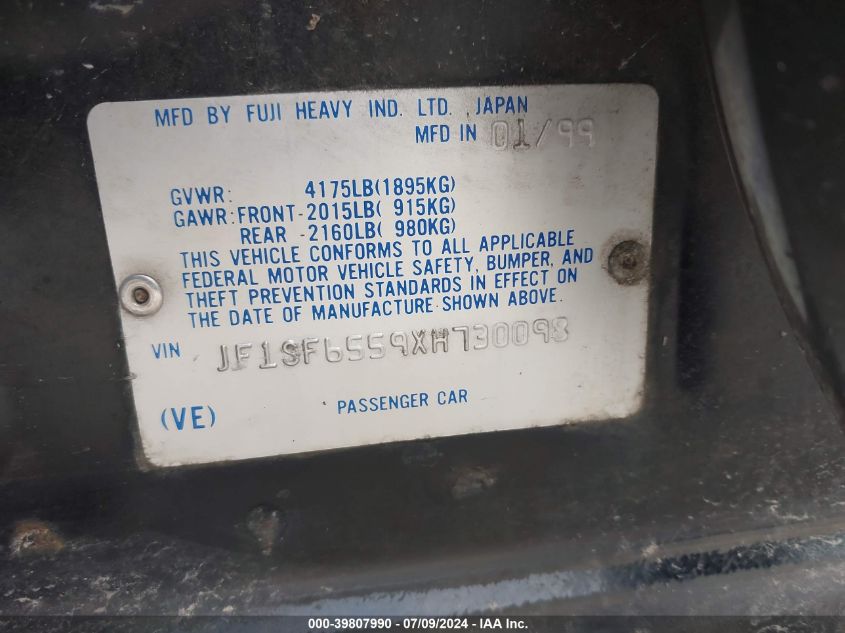 MFD BY FUJI HEAVY IND. LTD. JAPAN
MFD IN 01/99
GVWR: 4175LB(1895KG)
GAWR:FRONT-2015LB( 915KG)
REAR -2160LB( 980KG)
THIS VEHICLE CONFORMS TO ALL APPLICABLE
FEDERAL MOTOR VEHICLE SAFETY, BUMPER, AND
THEFT PREVENTION STANDARDS IN EFFECT ON
THE DATE OF MANUFACTURE SHOWN ABOVE.
VIN JF1SF6559XH730098
(VE) PASSENGER CAR
000-39807990 - 07/09/2024 - IAA Inc.